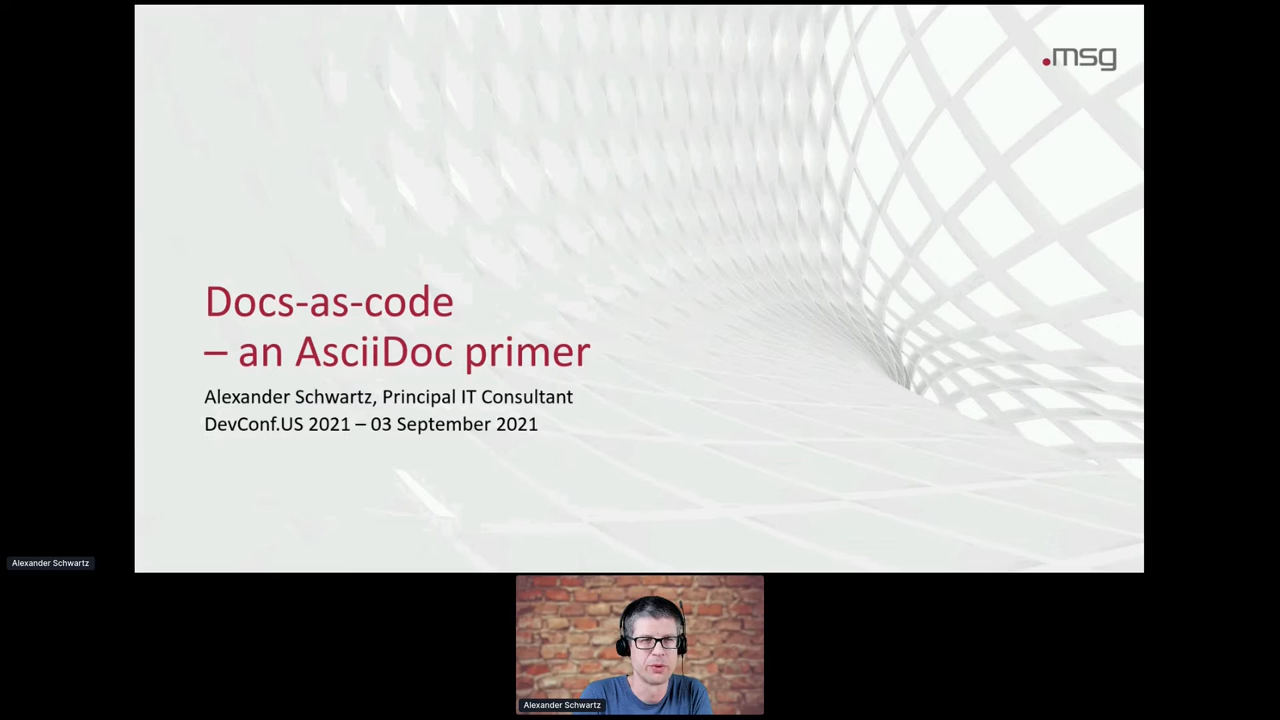 .msg
Docs-as-code
– an AsciiDoc primer
Alexander Schwartz, Principal IT Consultant
DevConf.US 2021 – 03 September 2021
Alexander Schwartz
Alexander Schwartz